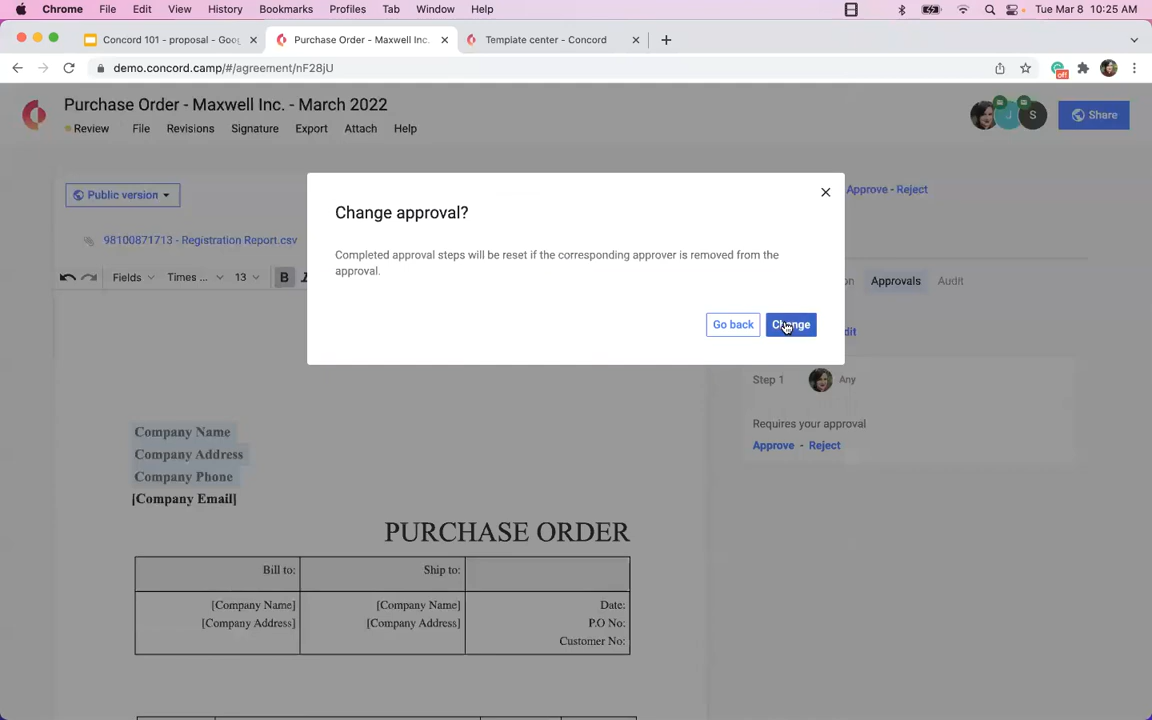 Chrome File Edit View History Bookmarks Profiles Tab Window Help Tue Mar 8 10:25 AM
Concord 101 - proposal - Goo Purchase Order - Maxwell Inc. Template center - Concord
demo.concord.camp/#/agreement/nF28jU off
Purchase Order - Maxwell Inc. - March 2022
Review File Revisions Signature Export Attach Help
J S Share
Public version
Approve - Reject
Change approval?
98100871713 - Registration Report.csv
Completed approval steps will be reset if the corresponding approver is removed from the
approval.
Fields Times ... 13 B I
on Approvals Audit
Go back Change
dit
Step 1 Any
Requires your approval
Approve - Reject
Company Name
Company Address
Company Phone
[Company Email]
PURCHASE ORDER
Bill to: Ship to:
[Company Name] [Company Name] Date:
[Company Address] [Company Address] P.O No:
Customer No: